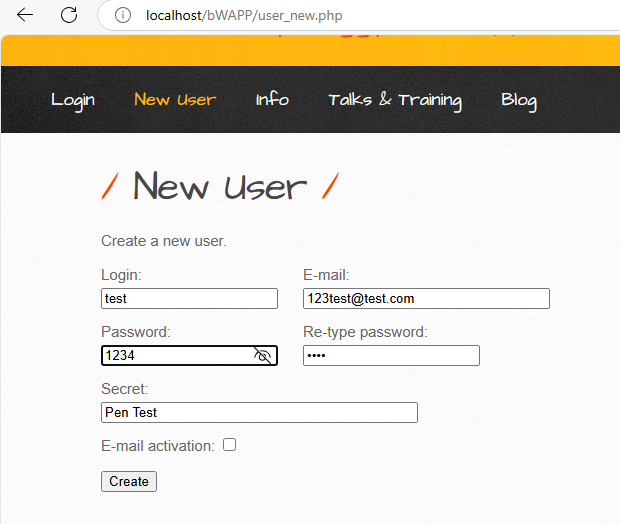 localhost/bWAPP/user_new.php
Login New User Info Talks & Training Blog
/ New User /
Create a new user.
Login: E-mail:
test 123test@test.com
Password: Re-type password:
1234 ••••
Secret:
Pen Test
E-mail activation:
Create